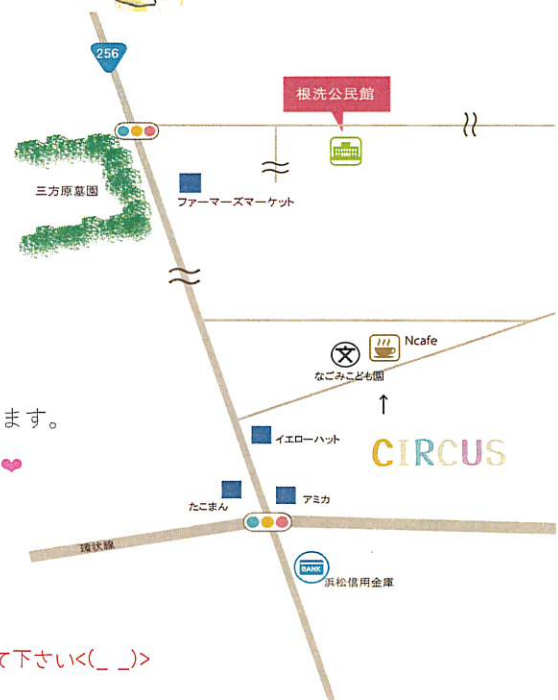 256
根洗公民館
三方原墓園
ファーマーズマーケット
Ncafe
文
なごみこども園
↑
ます。
イエローハット
CIRCUS
たこまん
アミカ
環状線
BANK
浜松信用金庫
て下さい<(_ _)>